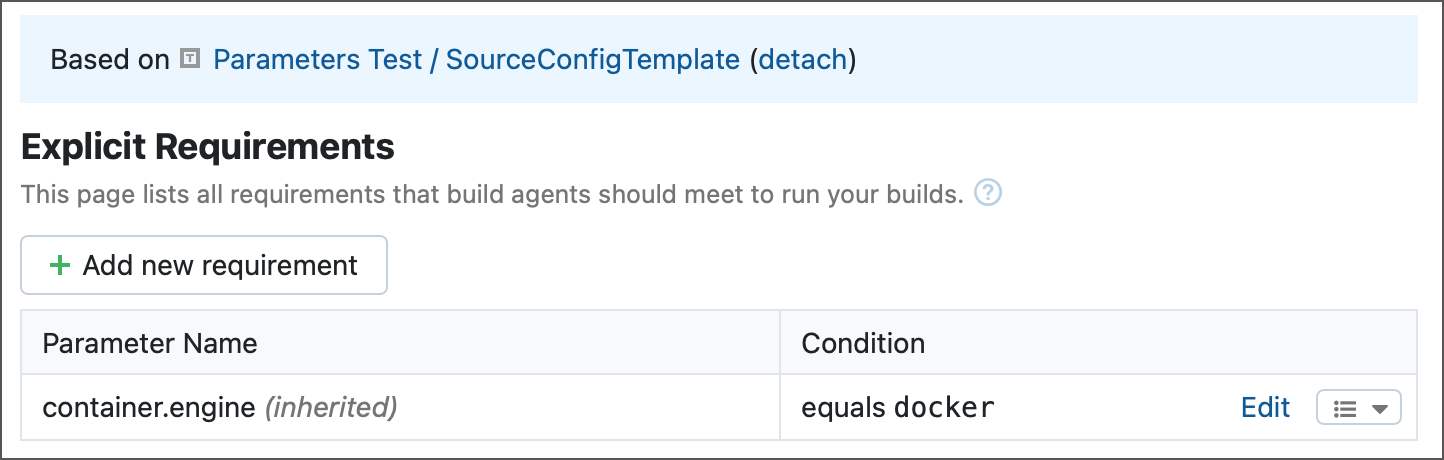 Based on T Parameters Test / SourceConfigTemplate (detach)
Explicit Requirements
This page lists all requirements that build agents should meet to run your builds. ?
+ Add new requirement
Parameter Name Condition
container.engine (inherited) equals docker Edit